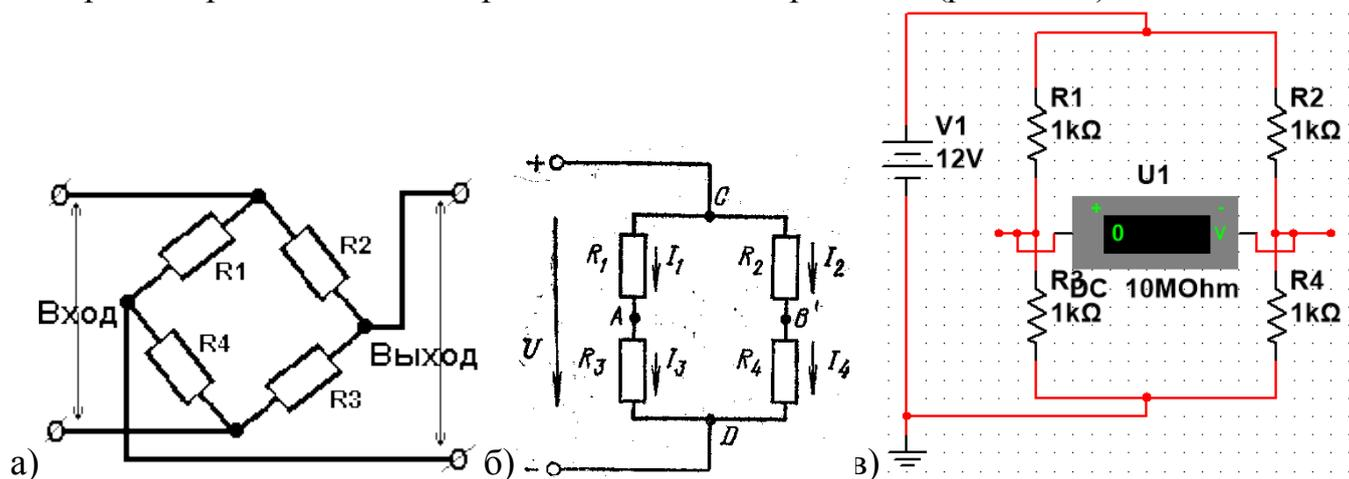 R1
R2
R4
R3
Вход
Выход
а)
+
C
R₁
I₁
R₂
I₂
A
B
U
R₃
I₃
R₄
I₄
D
–
б)
V1
12V
R1
1kΩ
R2
1kΩ
U1
+
-
0
V
R3
1kΩ
DC 10MOhm
R4
1kΩ
в)